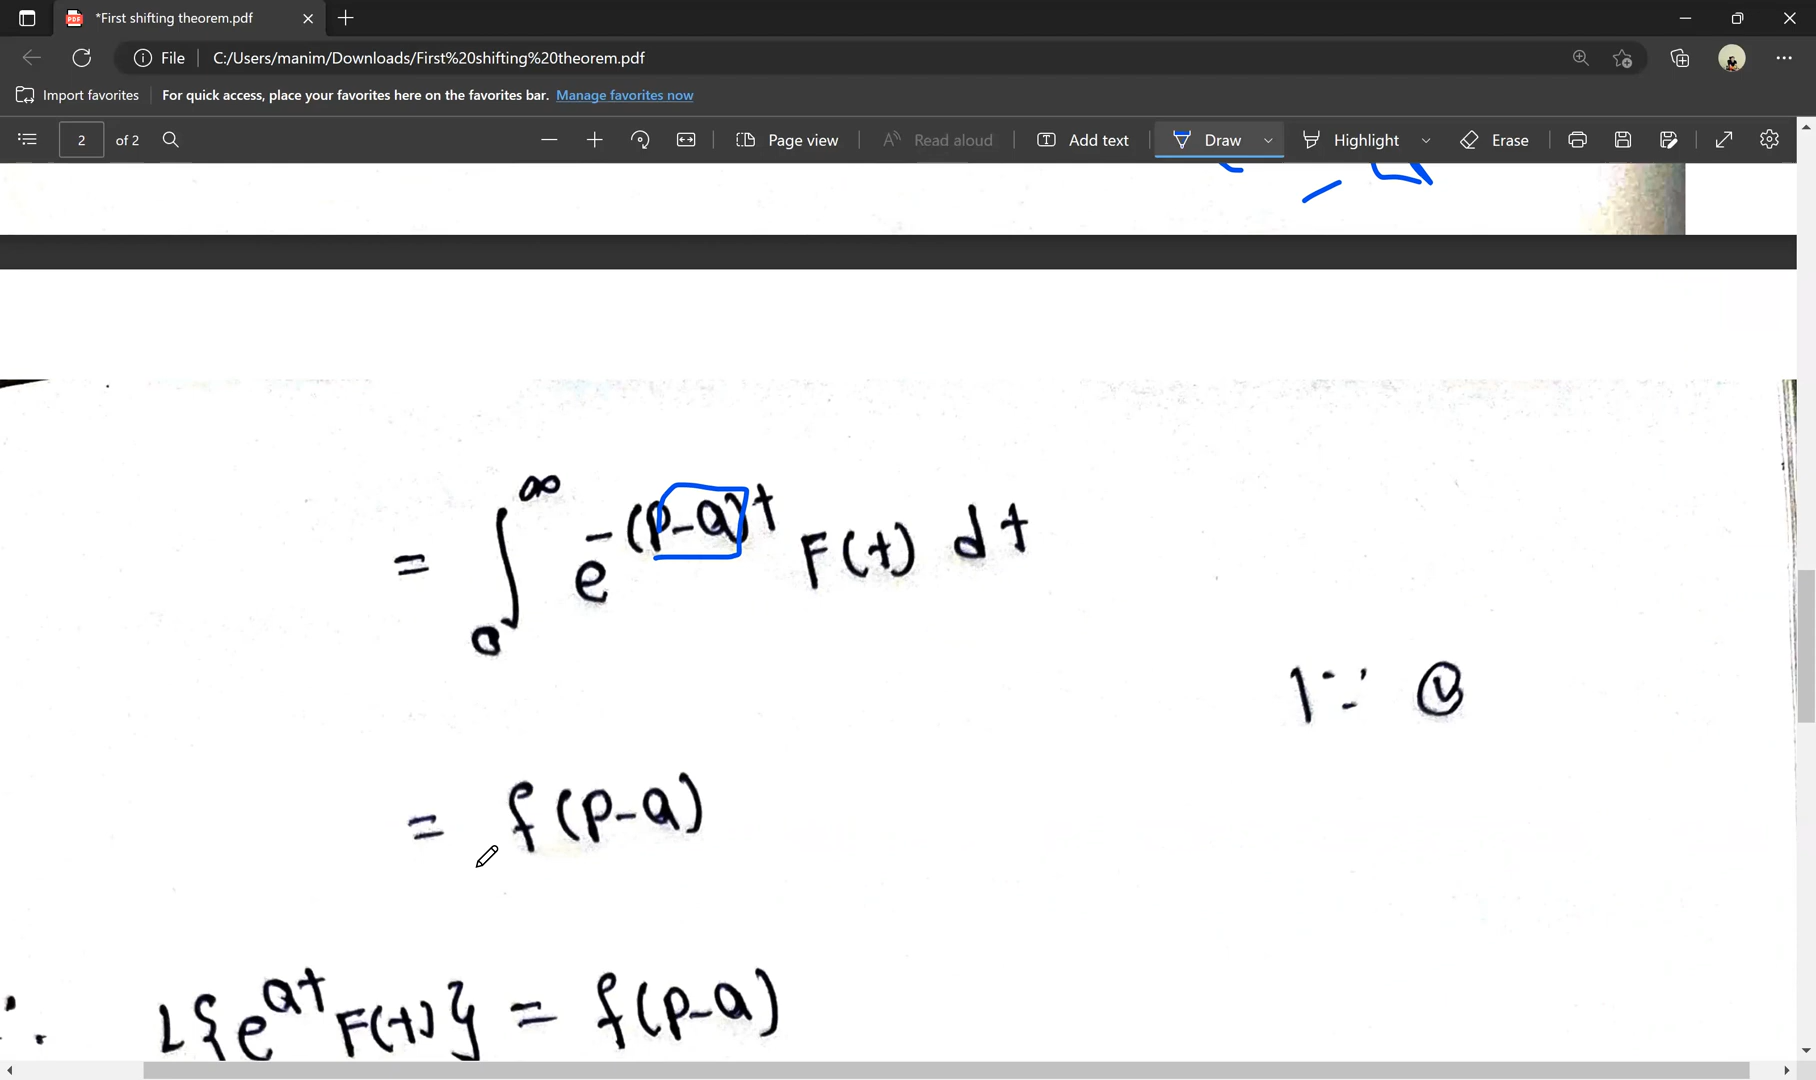 *First shifting theorem.pdf
File C:/Users/manim/Downloads/First%20shifting%20theorem.pdf
Import favorites For quick access, place your favorites here on the favorites bar. Manage favorites now
2 of 2 Page view Read aloud Add text Draw Highlight Erase
= ∫₀^∞ e^{-(p-a)t} F(t) dt
= f(p-a)
∴ L{e^{at} F(t)} = f(p-a)